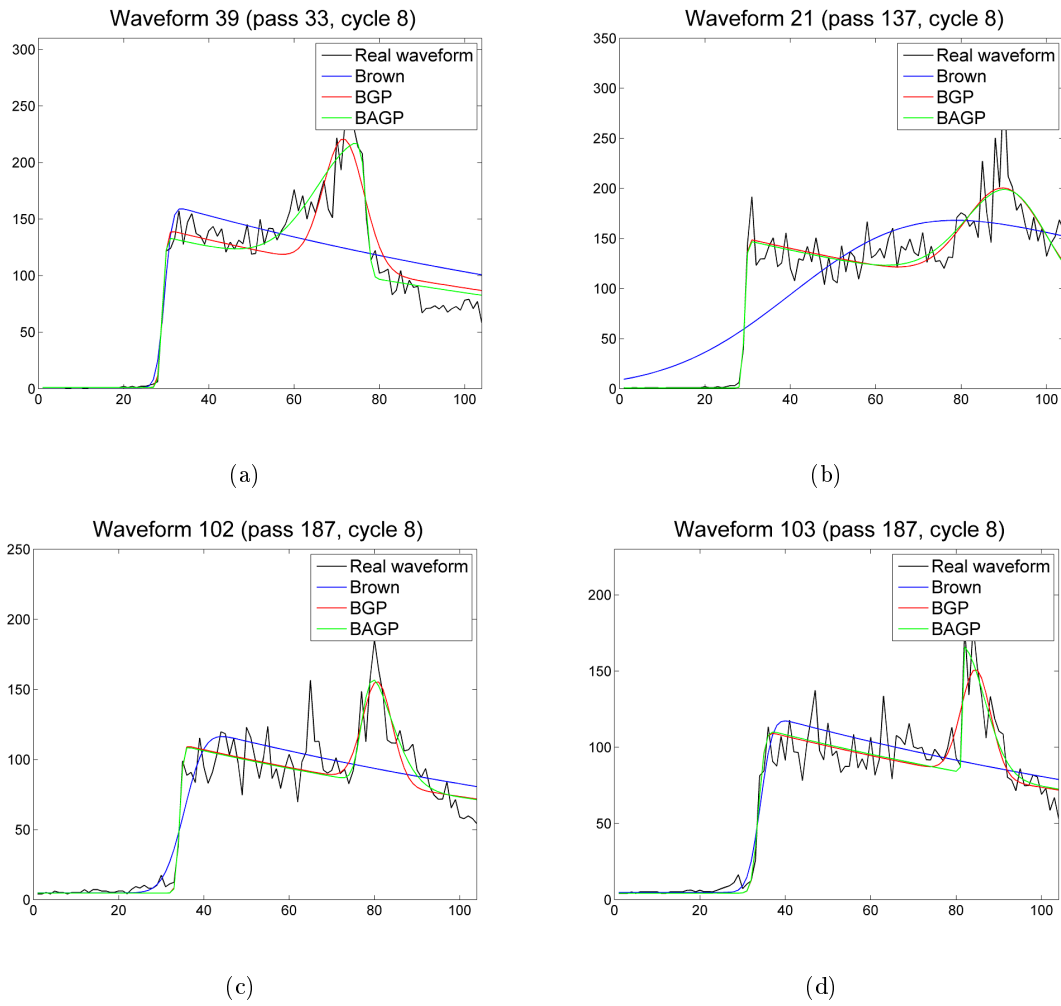 Waveform 39 (pass 33, cycle 8)
300
250
200
150
100
50
0
0 20 40 60 80 100
Real waveform
Brown
BGP
BAGP
(a)
Waveform 21 (pass 137, cycle 8)
350
300
250
200
150
100
50
0
0 20 40 60 80 100
Real waveform
Brown
BGP
BAGP
(b)
Waveform 102 (pass 187, cycle 8)
250
200
150
100
50
0
0 20 40 60 80 100
Real waveform
Brown
BGP
BAGP
(c)
Waveform 103 (pass 187, cycle 8)
200
150
100
50
0
0 20 40 60 80 100
Real waveform
Brown
BGP
BAGP
(d)